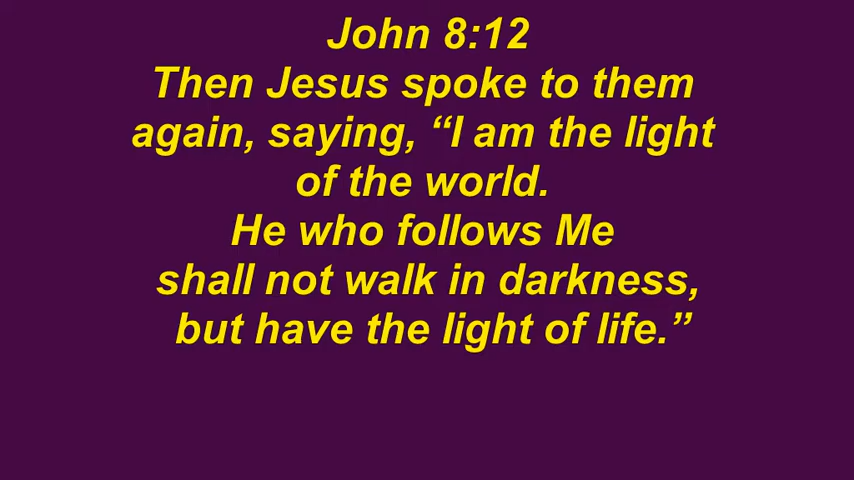 John 8:12
Then Jesus spoke to them
again, saying, “I am the light
of the world.
He who follows Me
shall not walk in darkness,
but have the light of life.”